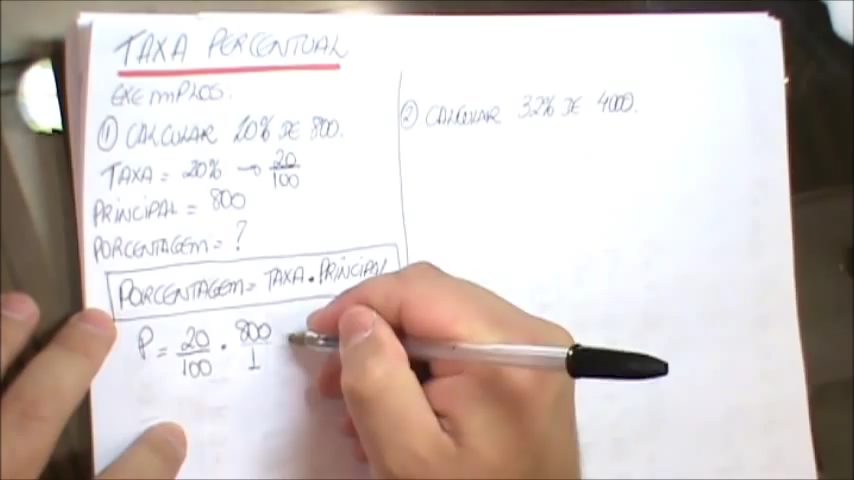 TAXA PERCENTUAL
EXEMPLOS:
① CALCULAR 20% DE 800.
TAXA = 20% → 20/100
PRINCIPAL = 800
PORCENTAGEM = ?
PORCENTAGEM = TAXA . PRINCIPAL
P = 20/100 . 800/1
② CALCULAR 32% DE 4000.